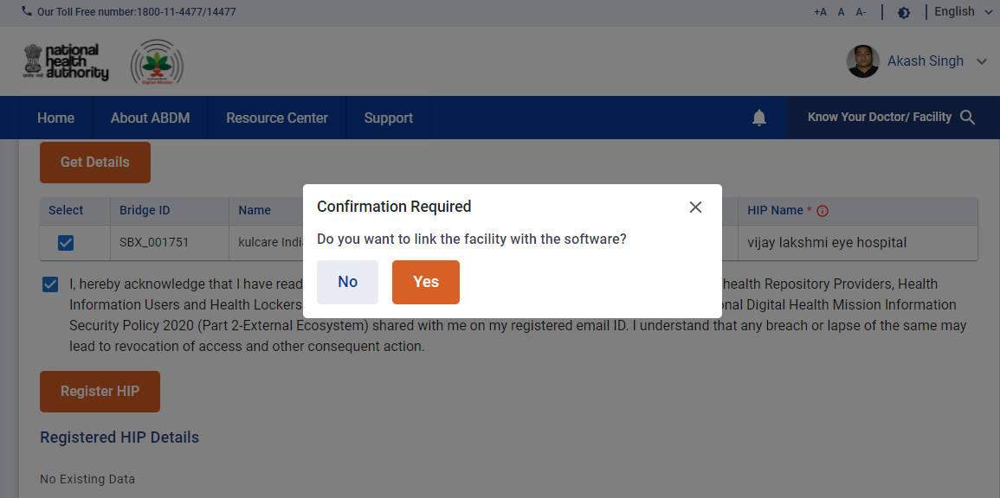 Our Toll Free number:1800-11-4477/14477
+A A A- English
national
health
authority
Akash Singh
Home About ABDM Resource Center Support Know Your Doctor/ Facility
Get Details
Select Bridge ID Name HIP Name *
SBX_001751 kulcare Indi vijay lakshmi eye hospital
Confirmation Required
Do you want to link the facility with the software?
No Yes
I, hereby acknowledge that I have read health Repository Providers, Health
Information Users and Health Lockers onal Digital Health Mission Information
Security Policy 2020 (Part 2-External Ecosystem) shared with me on my registered email ID. I understand that any breach or lapse of the same may
lead to revocation of access and other consequent action.
Register HIP
Registered HIP Details
No Existing Data